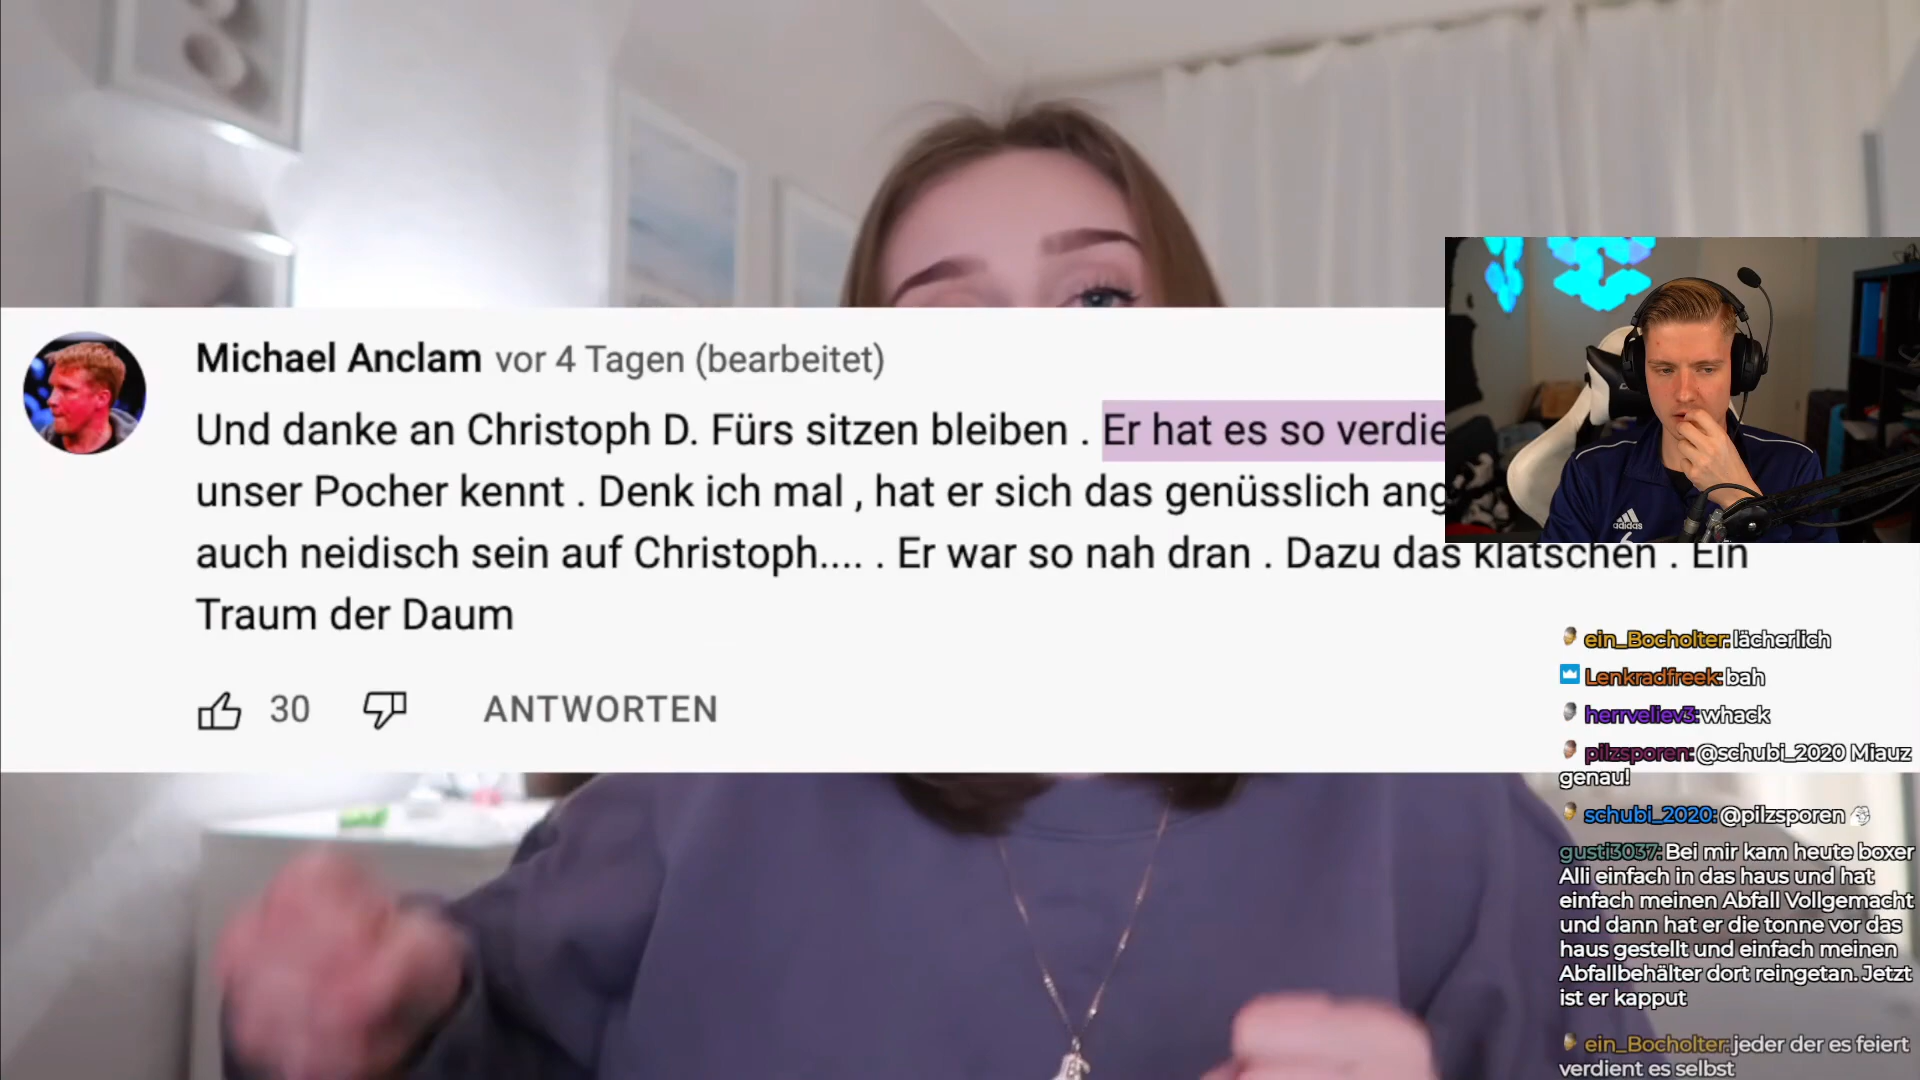 Michael Anclam vor 4 Tagen (bearbeitet)
Und danke an Christoph D. Fürs sitzen bleiben . Er hat es so verdie
unser Pocher kennt . Denk ich mal , hat er sich das genüsslich ang
auch neidisch sein auf Christoph.... . Er war so nah dran . Dazu das klatschen . Ein
Traum der Daum
30 ANTWORTEN
adidas
ein_Bocholter: lächerlich
Lenkradfreek: bah
herrveliev3: whack
pilzsporen: @schubi_2020 Miauz
genau!
schubi_2020: @pilzsporen
gusti3037: Bei mir kam heute boxer
Alli einfach in das haus und hat
einfach meinen Abfall Vollgemacht
und dann hat er die tonne vor das
haus gestellt und einfach meinen
Abfallbehälter dort reingetan. Jetzt
ist er kapput
ein_Bocholter: jeder der es feiert
verdient es selbst